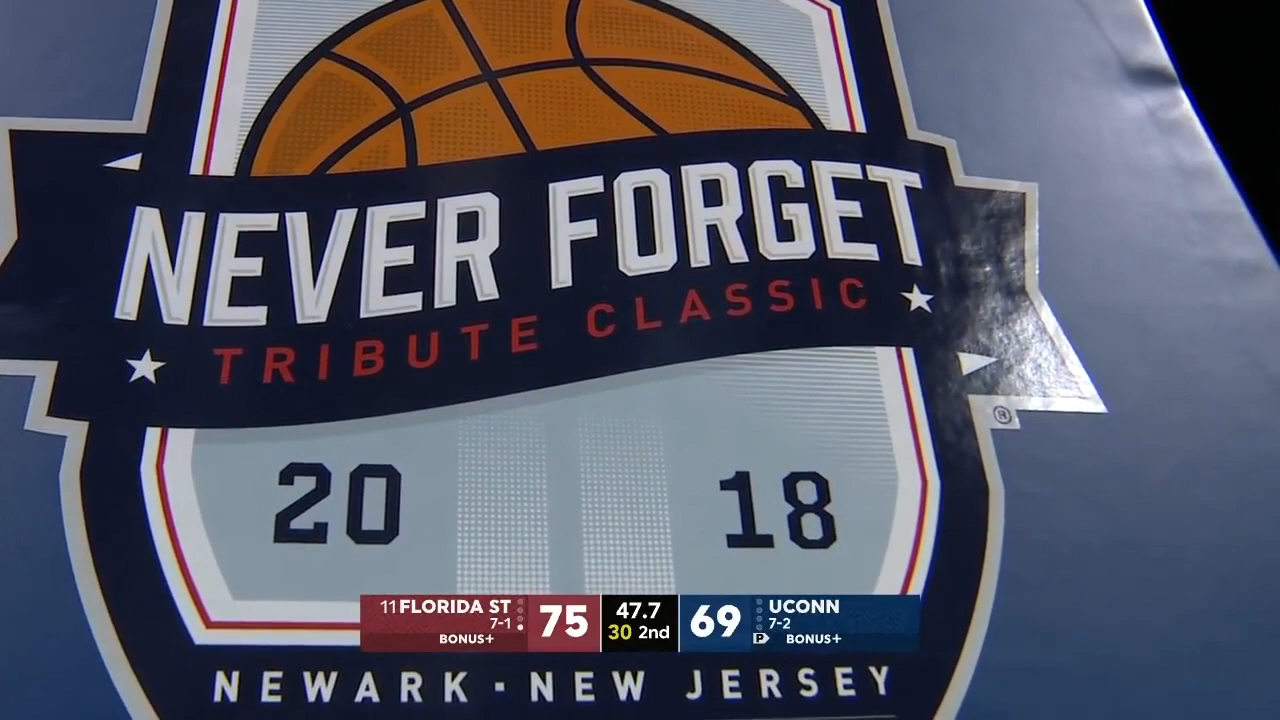 NEVER FORGET
TRIBUTE CLASSIC
®
20 18
11 FLORIDA ST 75 47.7 69 UCONN
7-1 30 2nd 7-2
BONUS+ P BONUS+
NEWARK · NEW JERSEY